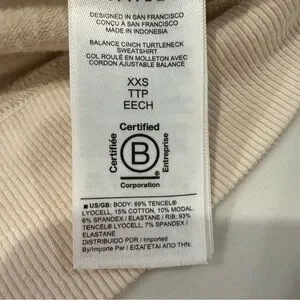 DESIGNED IN SAN FRANCISCO
CONÇU À SAN FRANCISCO
MADE IN INDONESIA
BALANCE CINCH TURTLENECK
SWEATSHIRT
COL ROULÉ EN MOLLETON AVEC
CORDON AJUSTABLE BALANCE
XXS
TTP
EECH
Certified
Certifiée
B
®
Entreprise
Corporation
■ US/GB: BODY: 69% TENCEL®
LYOCELL, 15% COTTON, 10% MODAL,
6% SPANDEX / ELASTANE / RIB: 93%
TENCEL® LYOCELL, 7% SPANDEX /
ELASTANE
DISTRIBUIDO POR / Imported
By/Importe Par / ΕΙΣΑΓΕΤΑΙ ΑΠΟ ΤΗΝ.